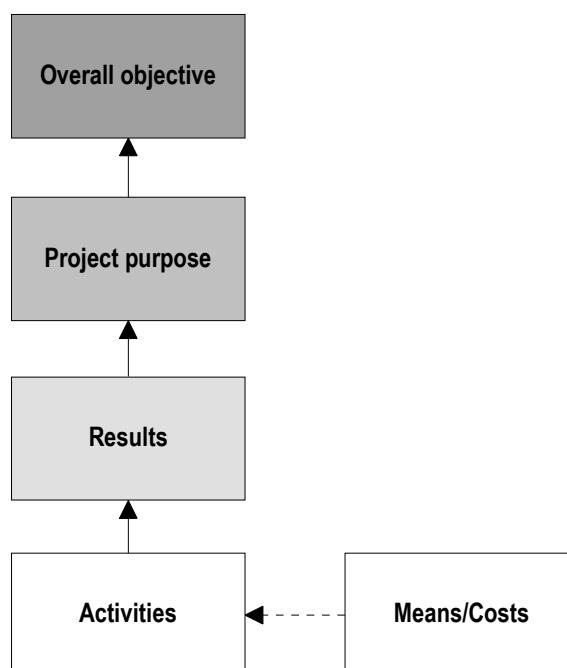 Overall objective
Project purpose
Results
Activities
Means/Costs